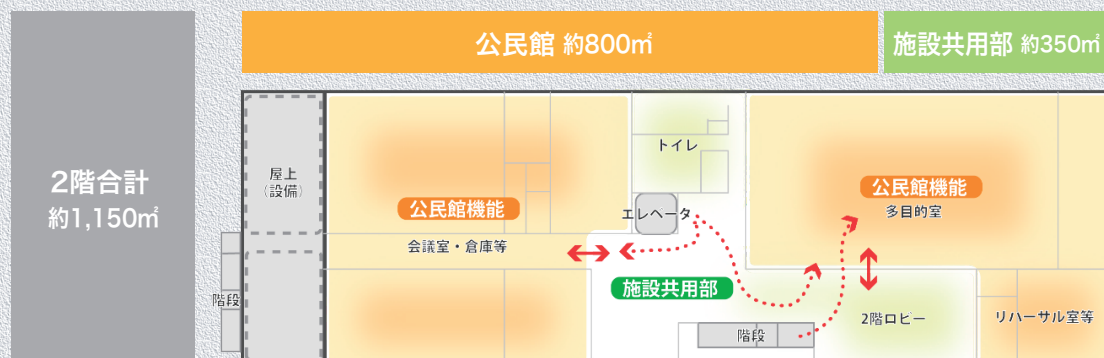 公民館 約800㎡
施設共用部 約350㎡
2階合計
約1,150㎡
トイレ
屋上
（設備）
公民館機能
多目的室
公民館機能
エレベータ
会議室・倉庫等
施設共用部
階段
2階ロビー
リハーサル室等
階段